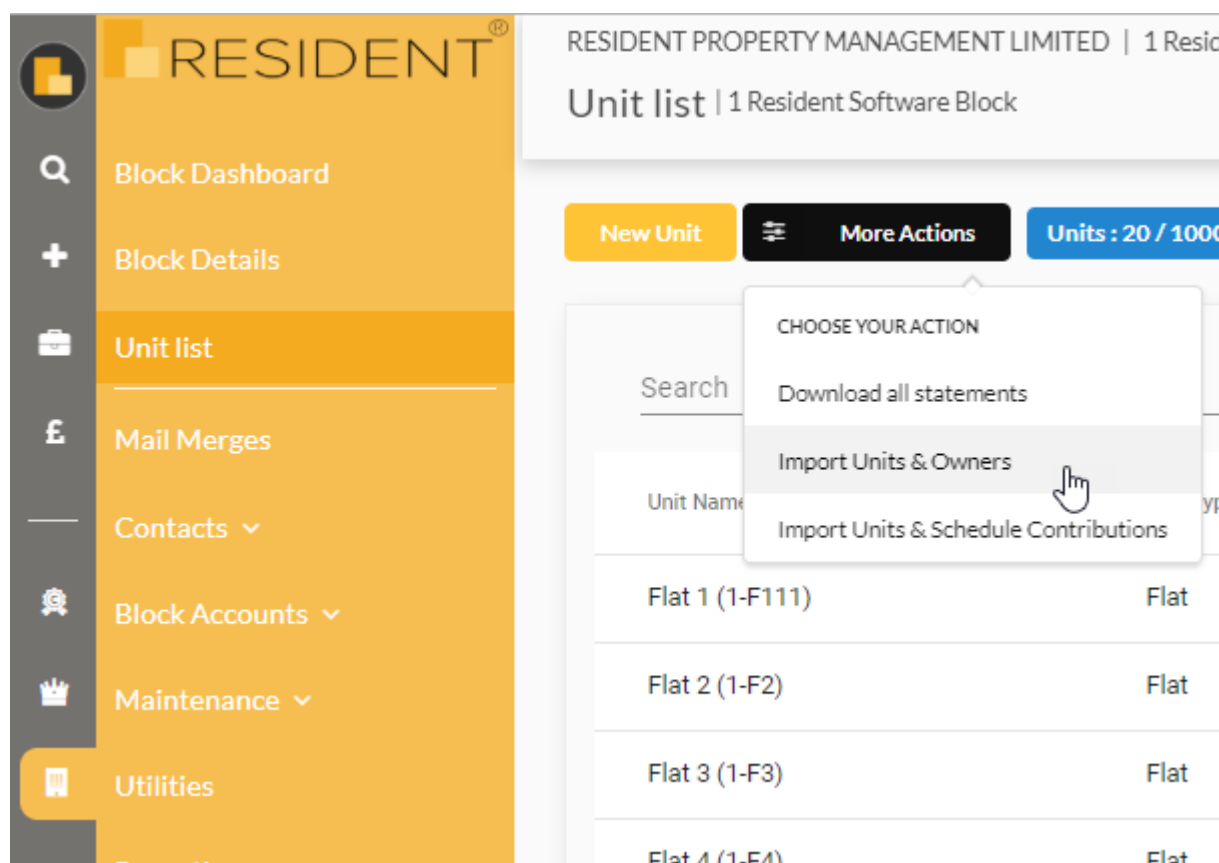 RESIDENT®
Block Dashboard
Block Details
Unit list
Mail Merges
Contacts
Block Accounts
Maintenance
Utilities
RESIDENT PROPERTY MANAGEMENT LIMITED | 1
Unit list | 1 Resident Software Block
New Unit
More Actions
Units : 20 / 1000
CHOOSE YOUR ACTION
Search
Download all statements
Import Units & Owners
Unit Name
Import Units & Schedule Contributions
Flat 1 (1-F111) Flat
Flat 2 (1-F2) Flat
Flat 3 (1-F3) Flat
Flat 4 (1-F4) Flat